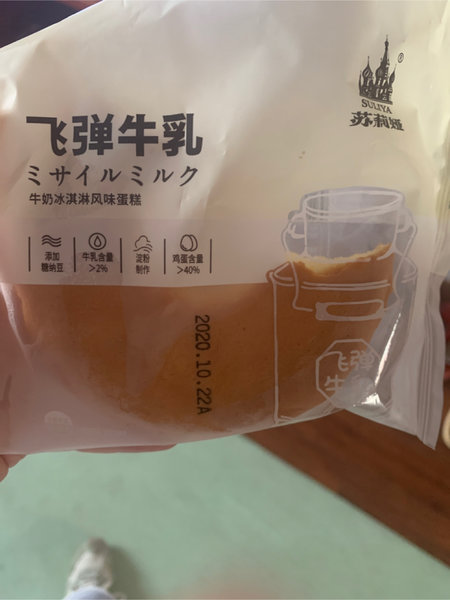 SULIYA
®
苏莉娅
飞弹牛乳
ミサイルミルク
牛奶冰淇淋风味蛋糕
添加
糖纳豆
牛乳含量
>2%
淀粉
制作
鸡蛋含量
>40%
2020.10.22A
飞弹
牛